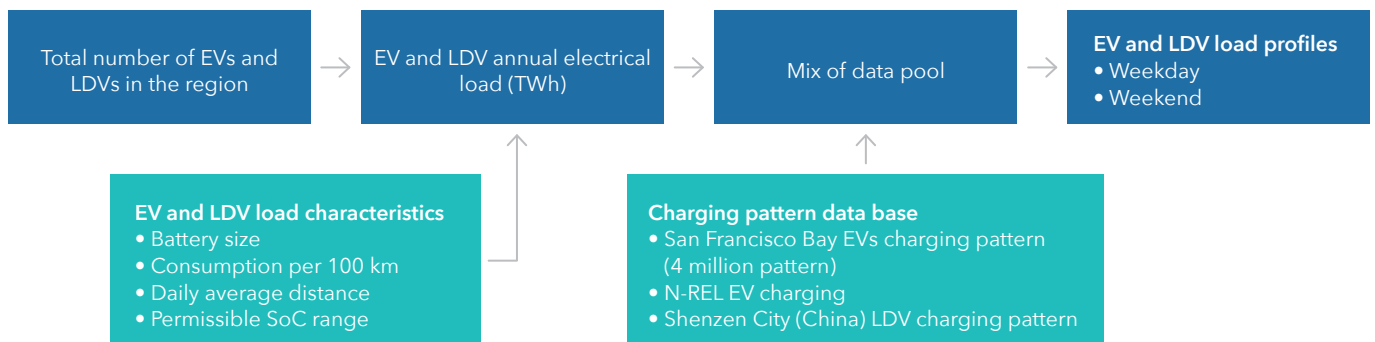 Total number of EVs and
LDVs in the region
EV and LDV annual electrical
load (TWh)
Mix of data pool
EV and LDV load profiles
• Weekday
• Weekend
EV and LDV load characteristics
• Battery size
• Consumption per 100 km
• Daily average distance
• Permissible SoC range
Charging pattern data base
• San Francisco Bay EVs charging pattern
(4 million pattern)
• N-REL EV charging
• Shenzen City (China) LDV charging pattern